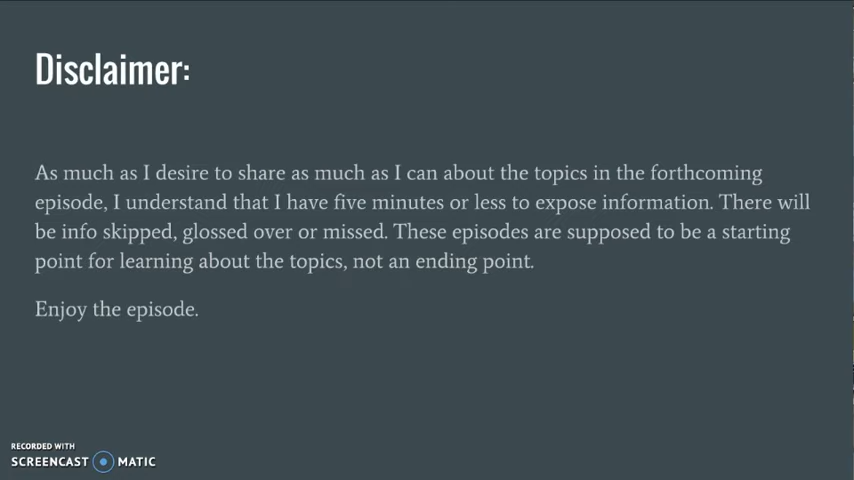 Disclaimer:
As much as I desire to share as much as I can about the topics in the forthcoming
episode, I understand that I have five minutes or less to expose information. There will
be info skipped, glossed over or missed. These episodes are supposed to be a starting
point for learning about the topics, not an ending point.
Enjoy the episode.
RECORDED WITH
SCREENCAST MATIC